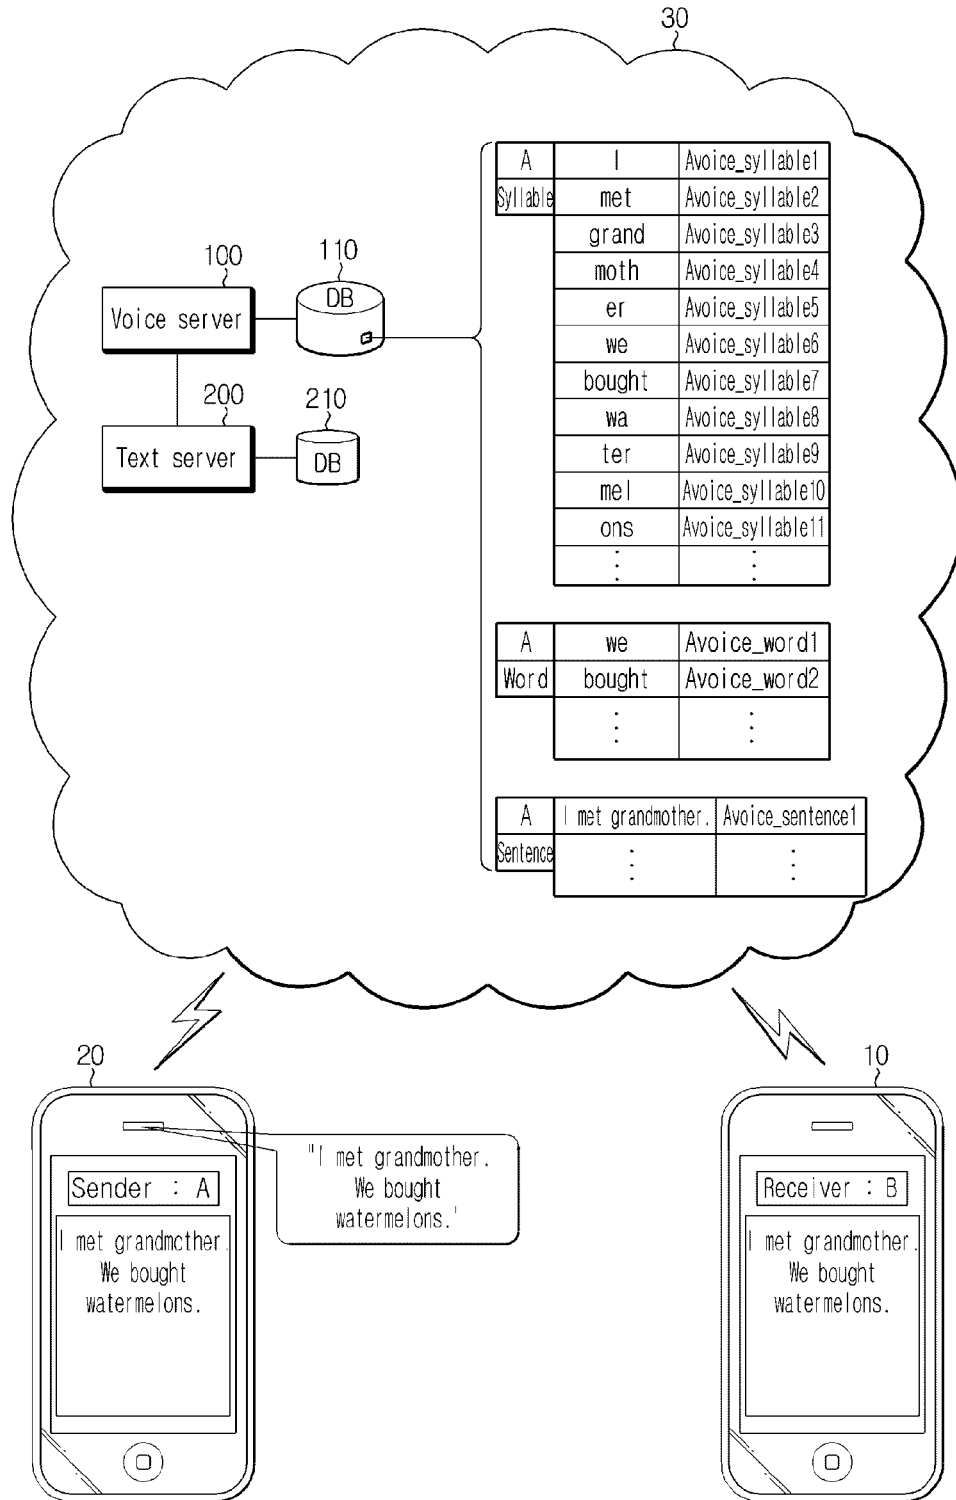 30
A I Avoice_syllable1
Syllable met Avoice_syllable2
grand Avoice_syllable3
moth Avoice_syllable4
er Avoice_syllable5
we Avoice_syllable6
bought Avoice_syllable7
wa Avoice_syllable8
ter Avoice_syllable9
mel Avoice_syllable10
ons Avoice_syllable11
100
110
Voice server
DB
200
210
Text server
DB
A we Avoice_word1
Word bought Avoice_word2
A I met grandmother. Avoice_sentence1
Sentence
20
Sender : A
I met grandmother.
We bought
watermelons.
"I met grandmother.
We bought
watermelons.'
10
Receiver : B
I met grandmother.
We bought
watermelons.